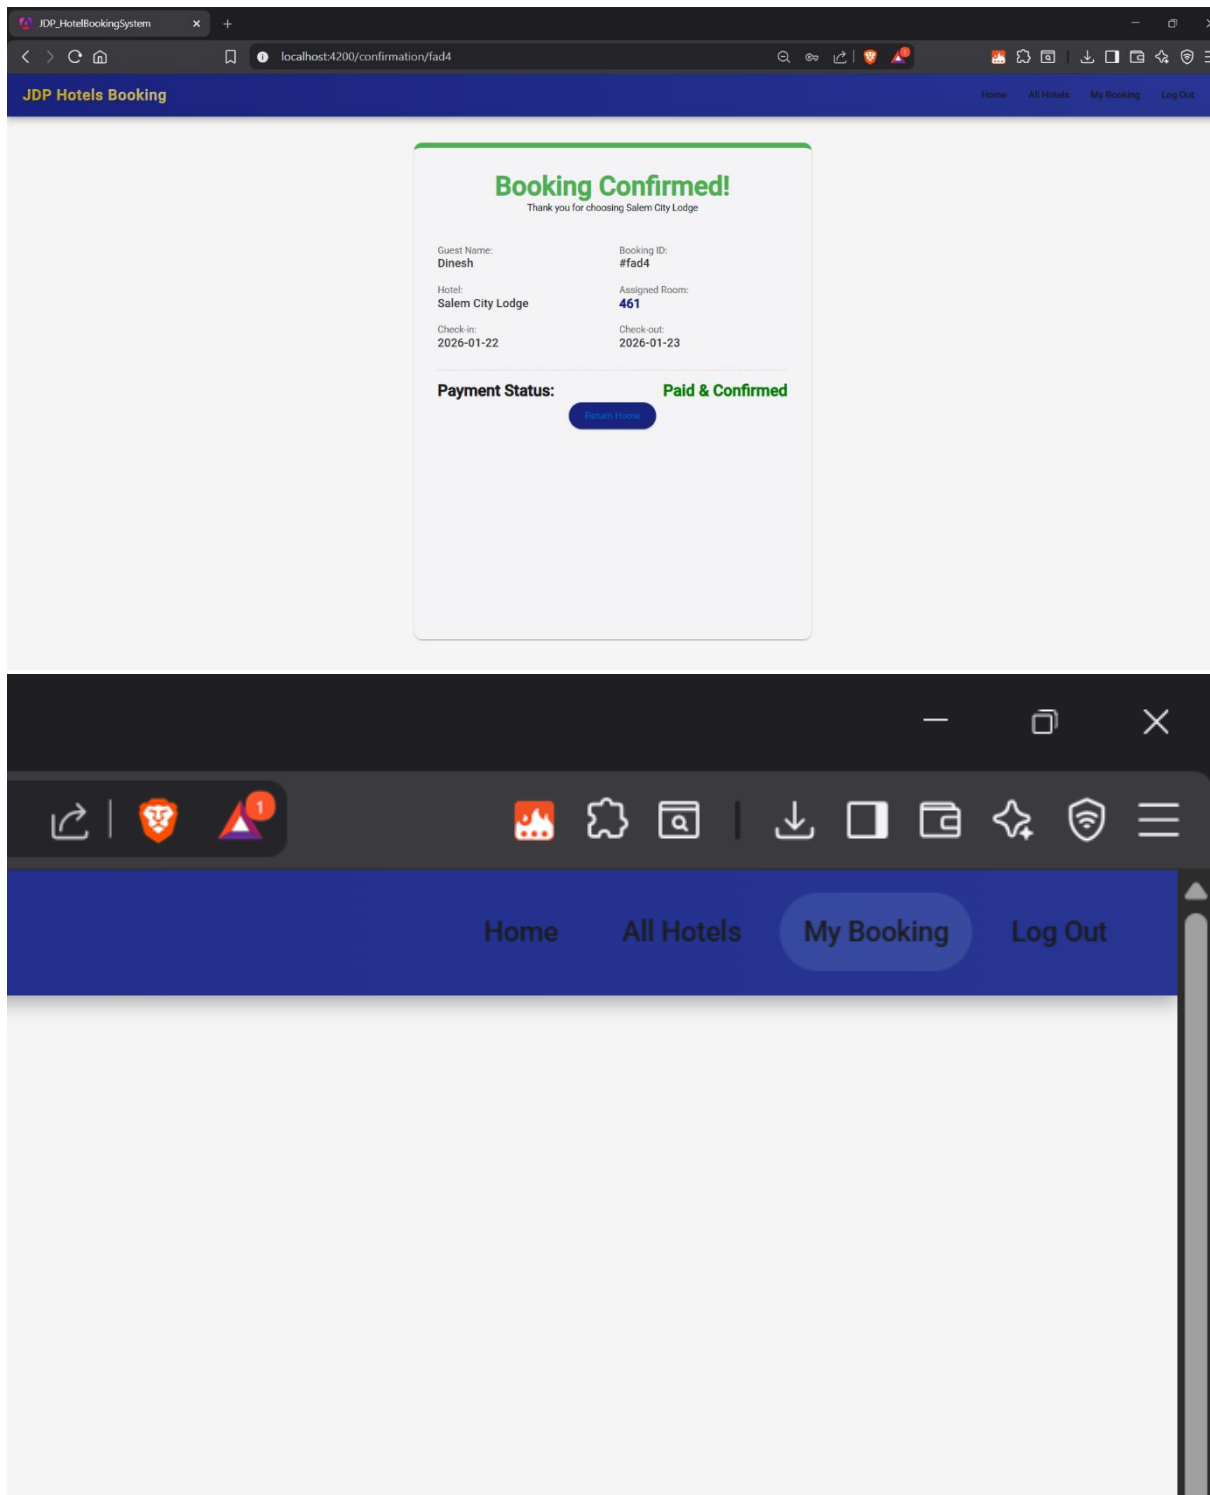 JDP_HotelBookingSystem
localhost:4200/confirmation/fad4
1
JDP Hotels Booking
Home All Hotels My Booking Log Out
Booking Confirmed!
Thank you for choosing Salem City Lodge
Guest Name: Booking ID:
Dinesh #fad4
Hotel: Assigned Room:
Salem City Lodge 461
Check-in: Check-out:
2026-01-22 2026-01-23
Payment Status: Paid & Confirmed
Return Home
1
Home All Hotels My Booking Log Out